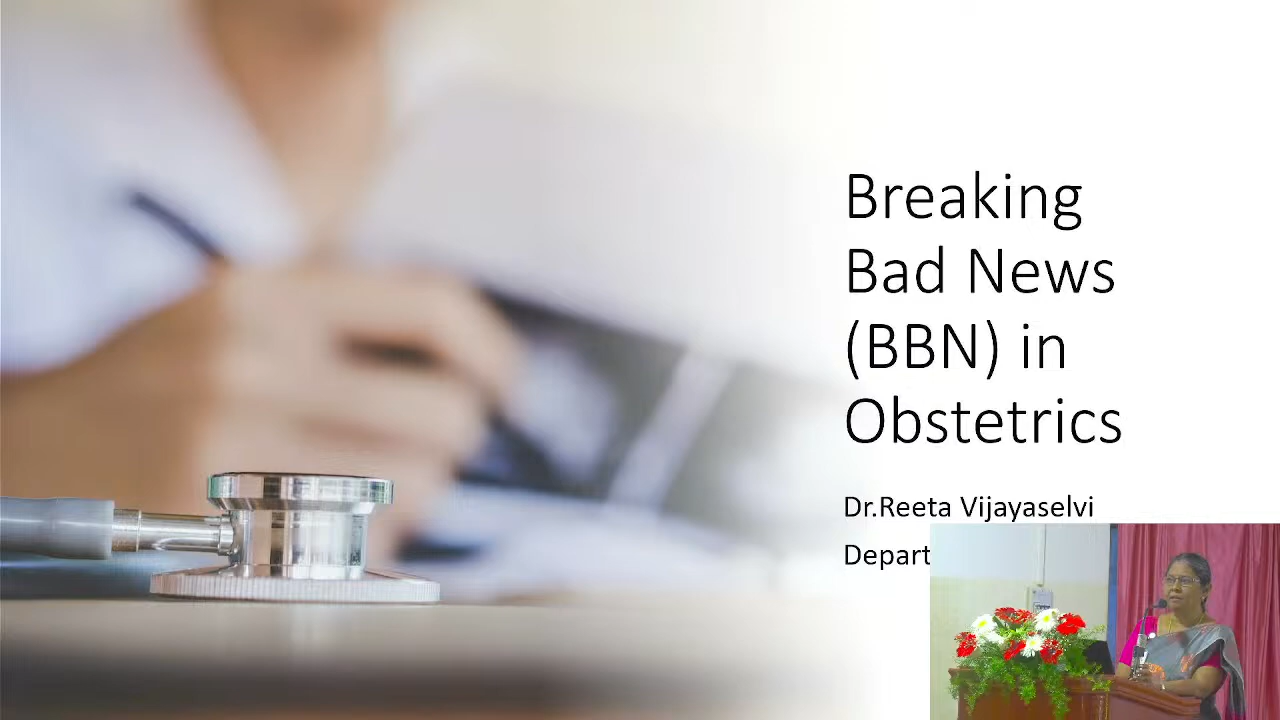 Breaking
Bad News
(BBN) in
Obstetrics
Dr.Reeta Vijayaselvi
Depart